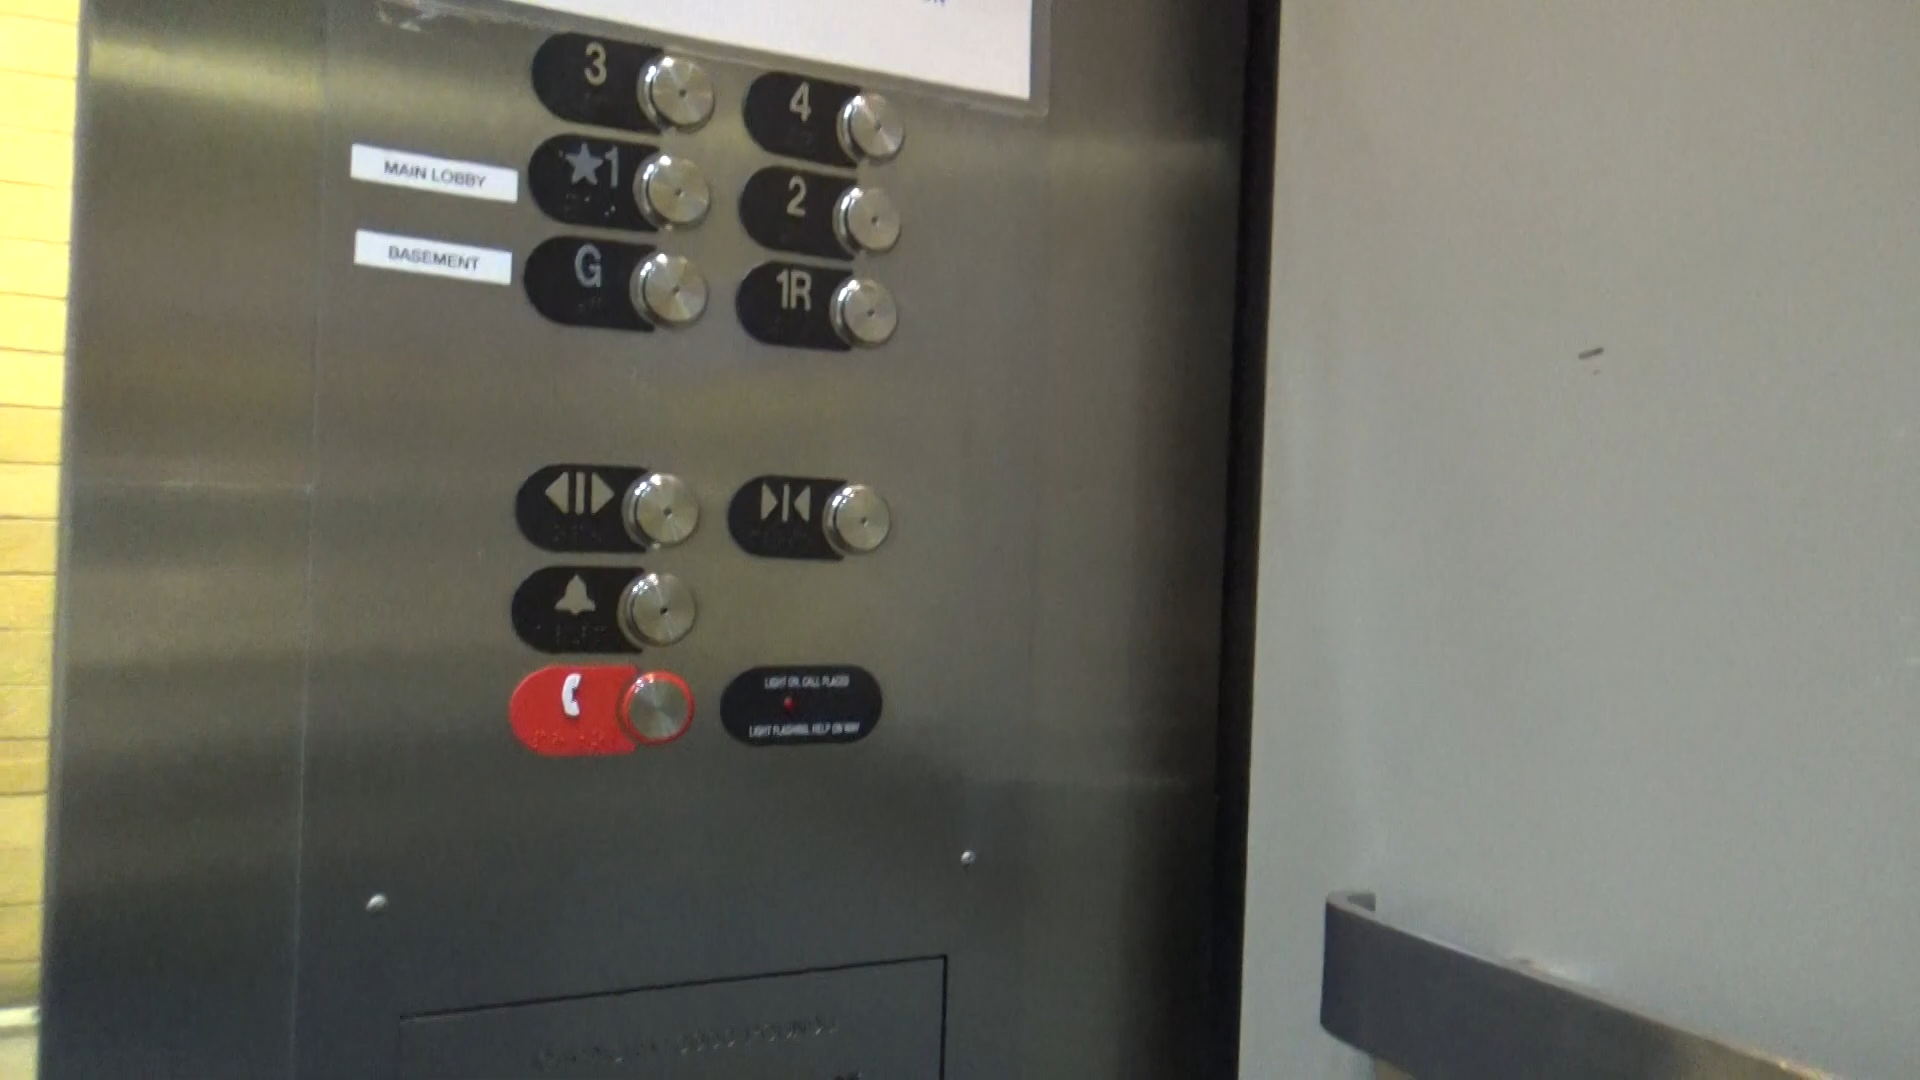 3
4
MAIN LOBBY
★1
2
BASEMENT
G
1R
LIGHT ON, CALL PLACED
LIGHT FLASHING, HELP ON WAY